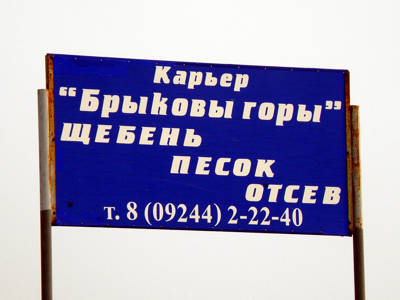 Карьер
"Брыковы горы"
ЩЕБЕНЬ
ПЕСОК
ОТСЕВ
т. 8 (09244) 2-22-40